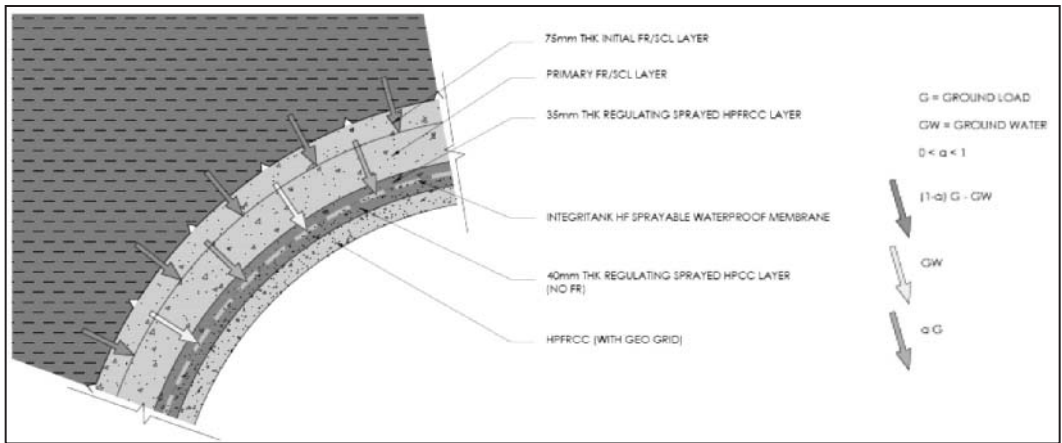 75mm THK INITIAL FR/SCL LAYER
PRIMARY FR/SCL LAYER
35mm THK REGULATING SPRAYED HPFRCC LAYER
INTEGRITANK HF SPRAYABLE WATERPROOF MEMBRANE
40mm THK REGULATING SPRAYED HPCC LAYER
(NO FR)
HPFRCC (WITH GEO GRID)
G = GROUND LOAD
GW = GROUND WATER
0 < α < 1
(1-α) G - GW
GW
α G